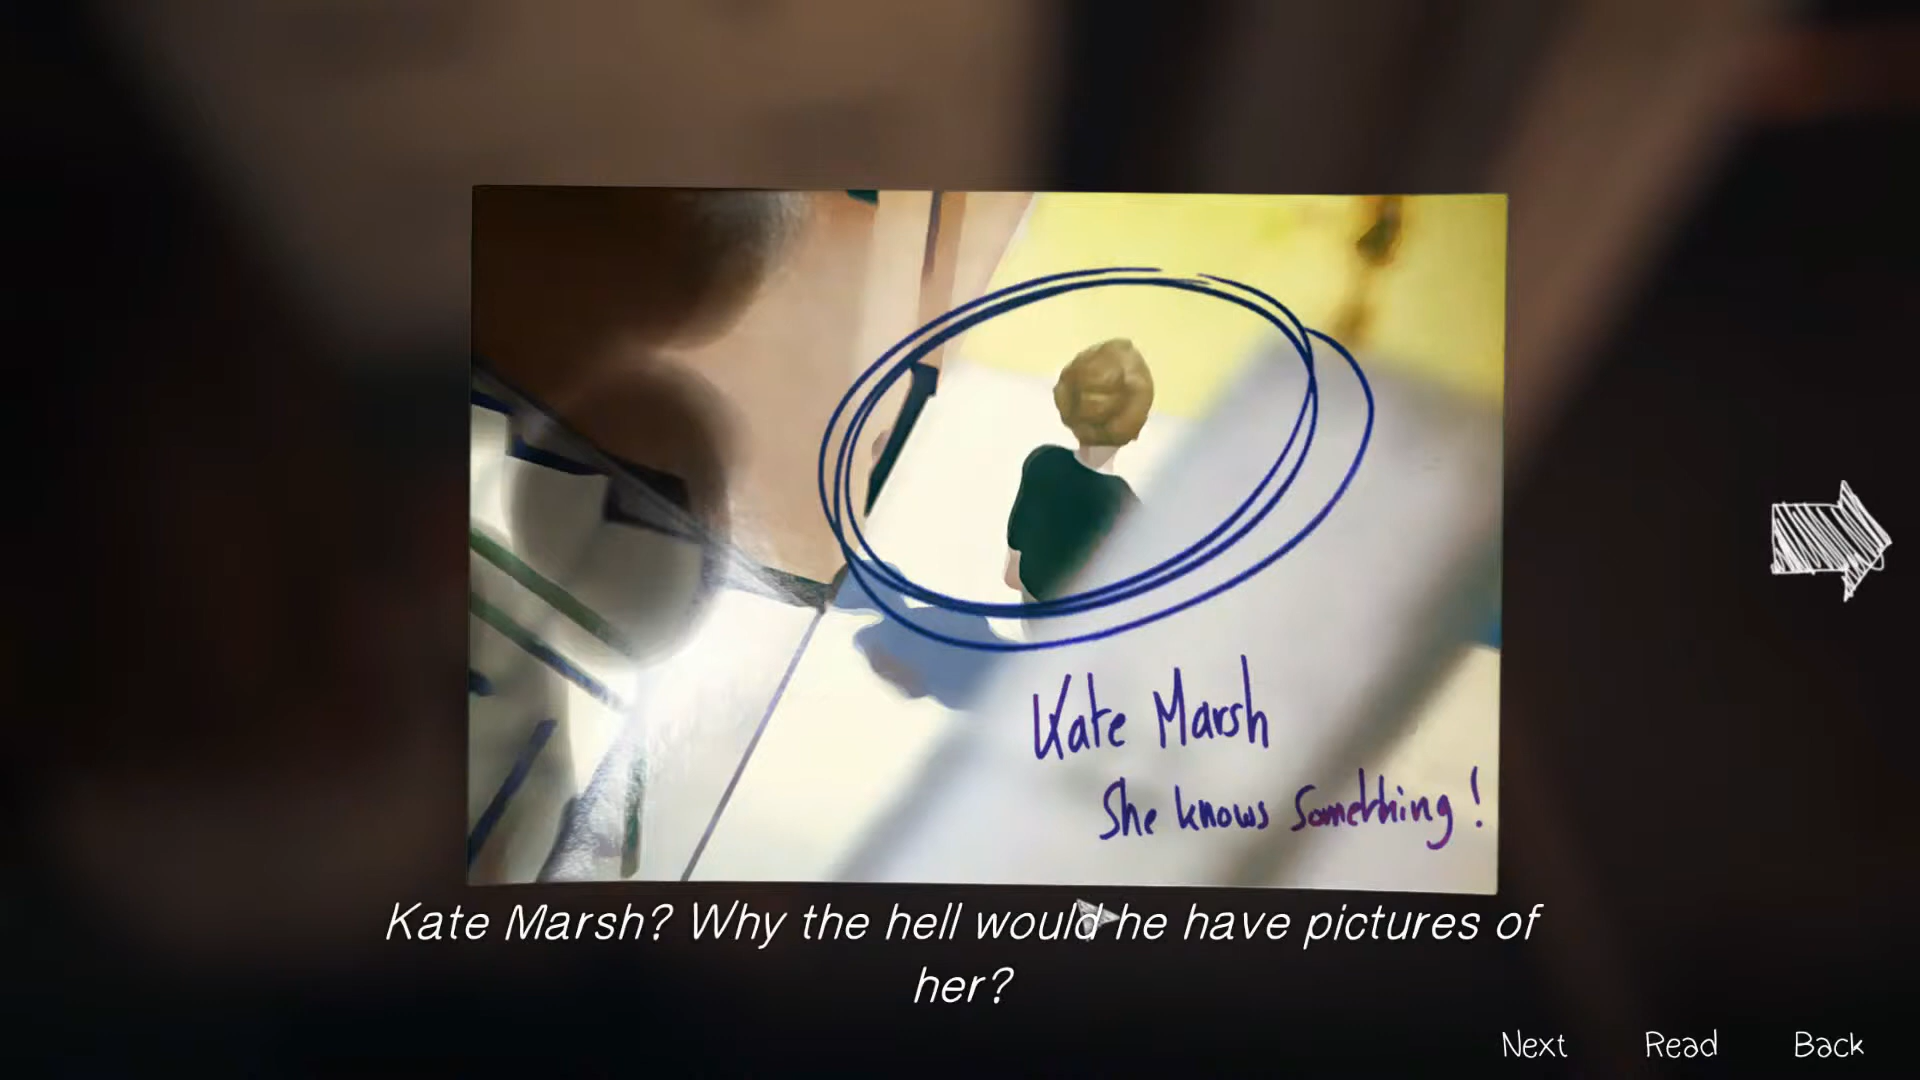 Kate Marsh
She knows Something!
Kate Marsh? Why the hell would he have pictures of
her?
Next Read Back